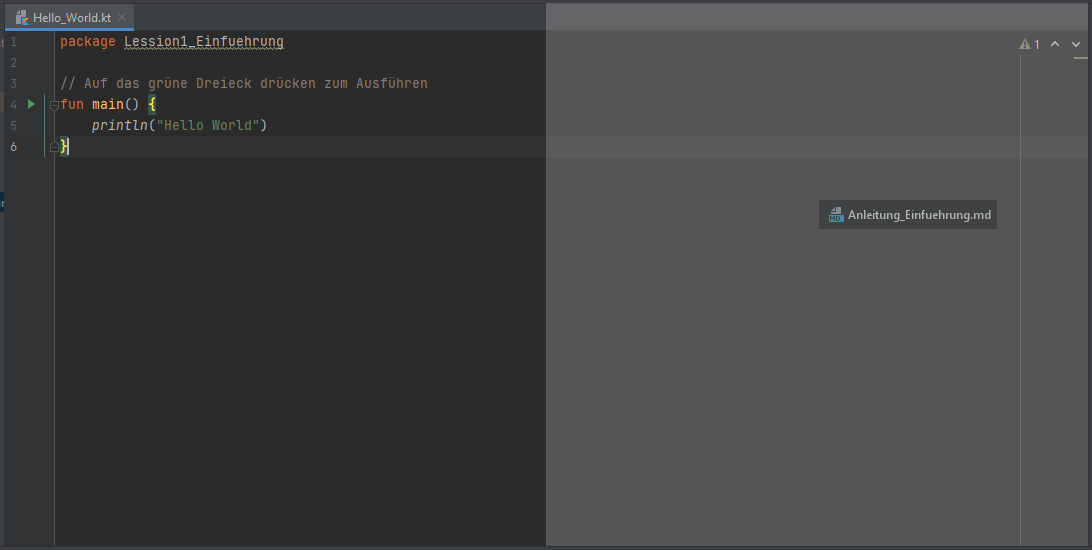 Hello_World.kt
1 package Lession1_Einfuehrung
2
3 // Auf das grüne Dreieck drücken zum Ausführen
4 fun main() {
5 println("Hello World")
6 }
1
Anleitung_Einfuehrung.md